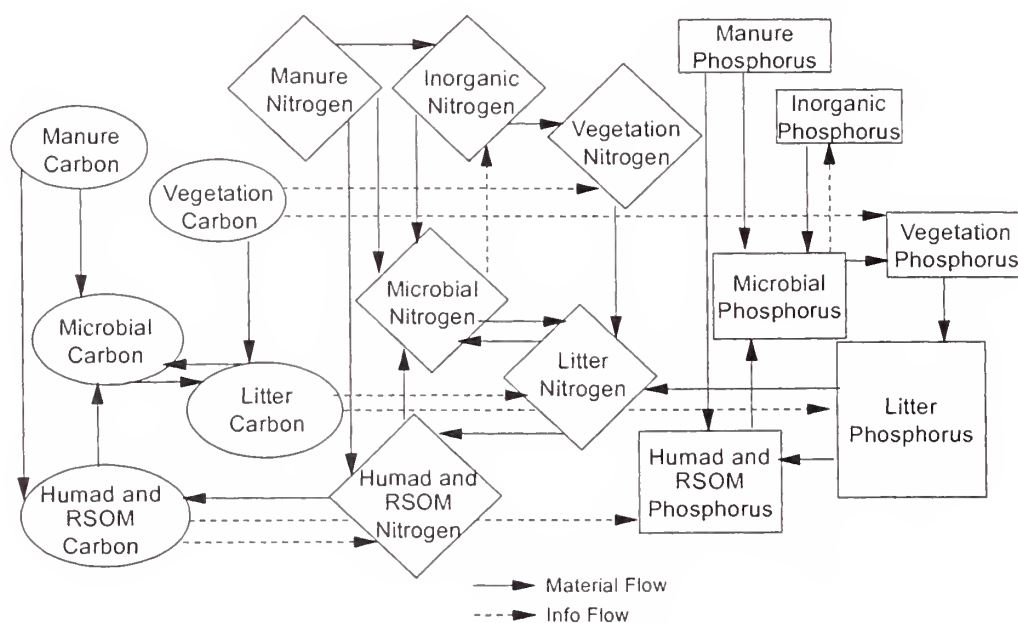 Manure
Nitrogen
Inorganic
Nitrogen
Vegetation
Nitrogen
Manure
Phosphorus
Inorganic
Phosphorus
Manure
Carbon
Vegetation
Carbon
Vegetation
Phosphorus
Microbial
Nitrogen
Microbial
Phosphorus
Microbial
Carbon
Litter
Carbon
Litter
Nitrogen
Litter
Phosphorus
Humad and
RSOM
Carbon
Humad and
RSOM
Nitrogen
Humad and
RSOM
Phosphorus
Material Flow
Info Flow